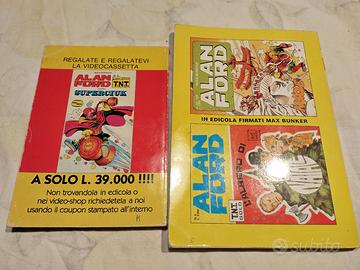 REGALATE E REGALATEVI
LA VIDEOCASSETTA
ALAN
FORD
T.N.T.
SUPERCIUK
A SOLO L. 39.000 !!!!
Non trovandola in edicola o
nei video-shop richiedetela a noi
usando il coupon stampato all'interno
ALAN
FORD
IN EDICOLA FIRMATI MAX BUNKER
ALAN
FORD
T.N.T.
GOLD
subito